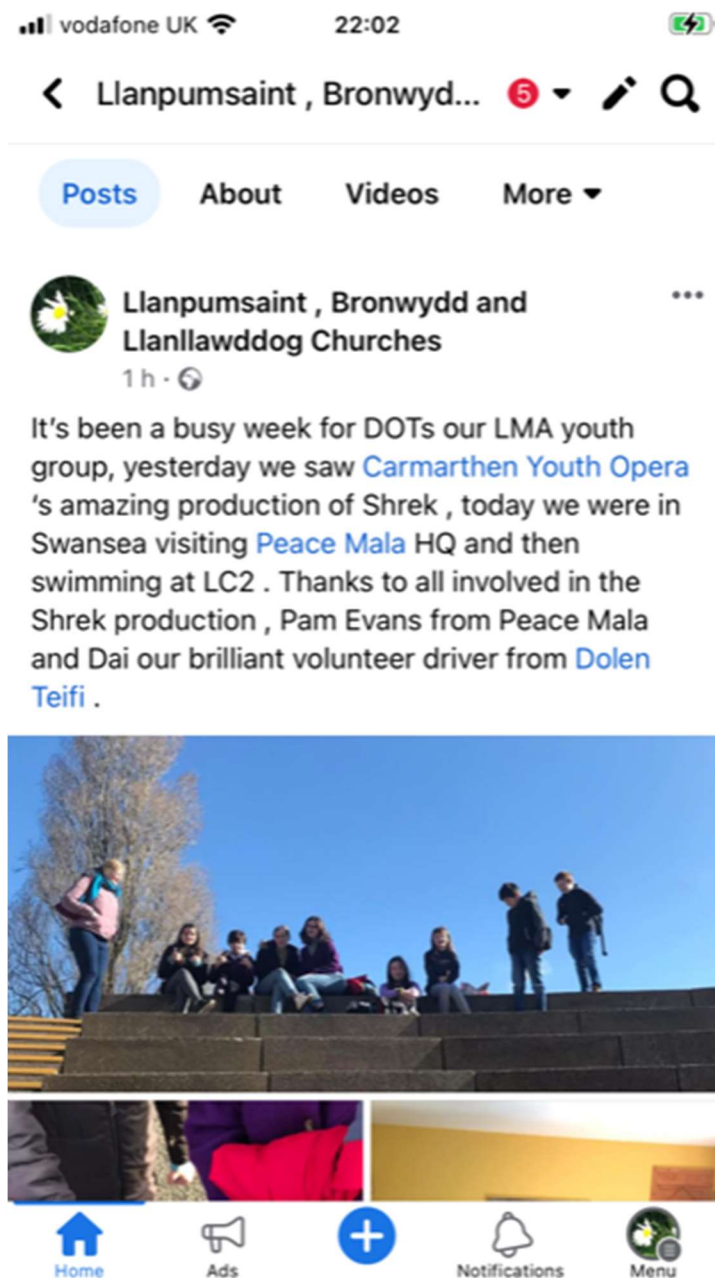 vodafone UK 22:02
Llanpumsaint , Bronwyd... 5
Posts About Videos More
Llanpumsaint , Bronwydd and
Llanllawddog Churches
1 h ·
It's been a busy week for DOTs our LMA youth
group, yesterday we saw Carmarthen Youth Opera
's amazing production of Shrek , today we were in
Swansea visiting Peace Mala HQ and then
swimming at LC2 . Thanks to all involved in the
Shrek production , Pam Evans from Peace Mala
and Dai our brilliant volunteer driver from Dolen
Teifi .
Home Ads Notifications Menu